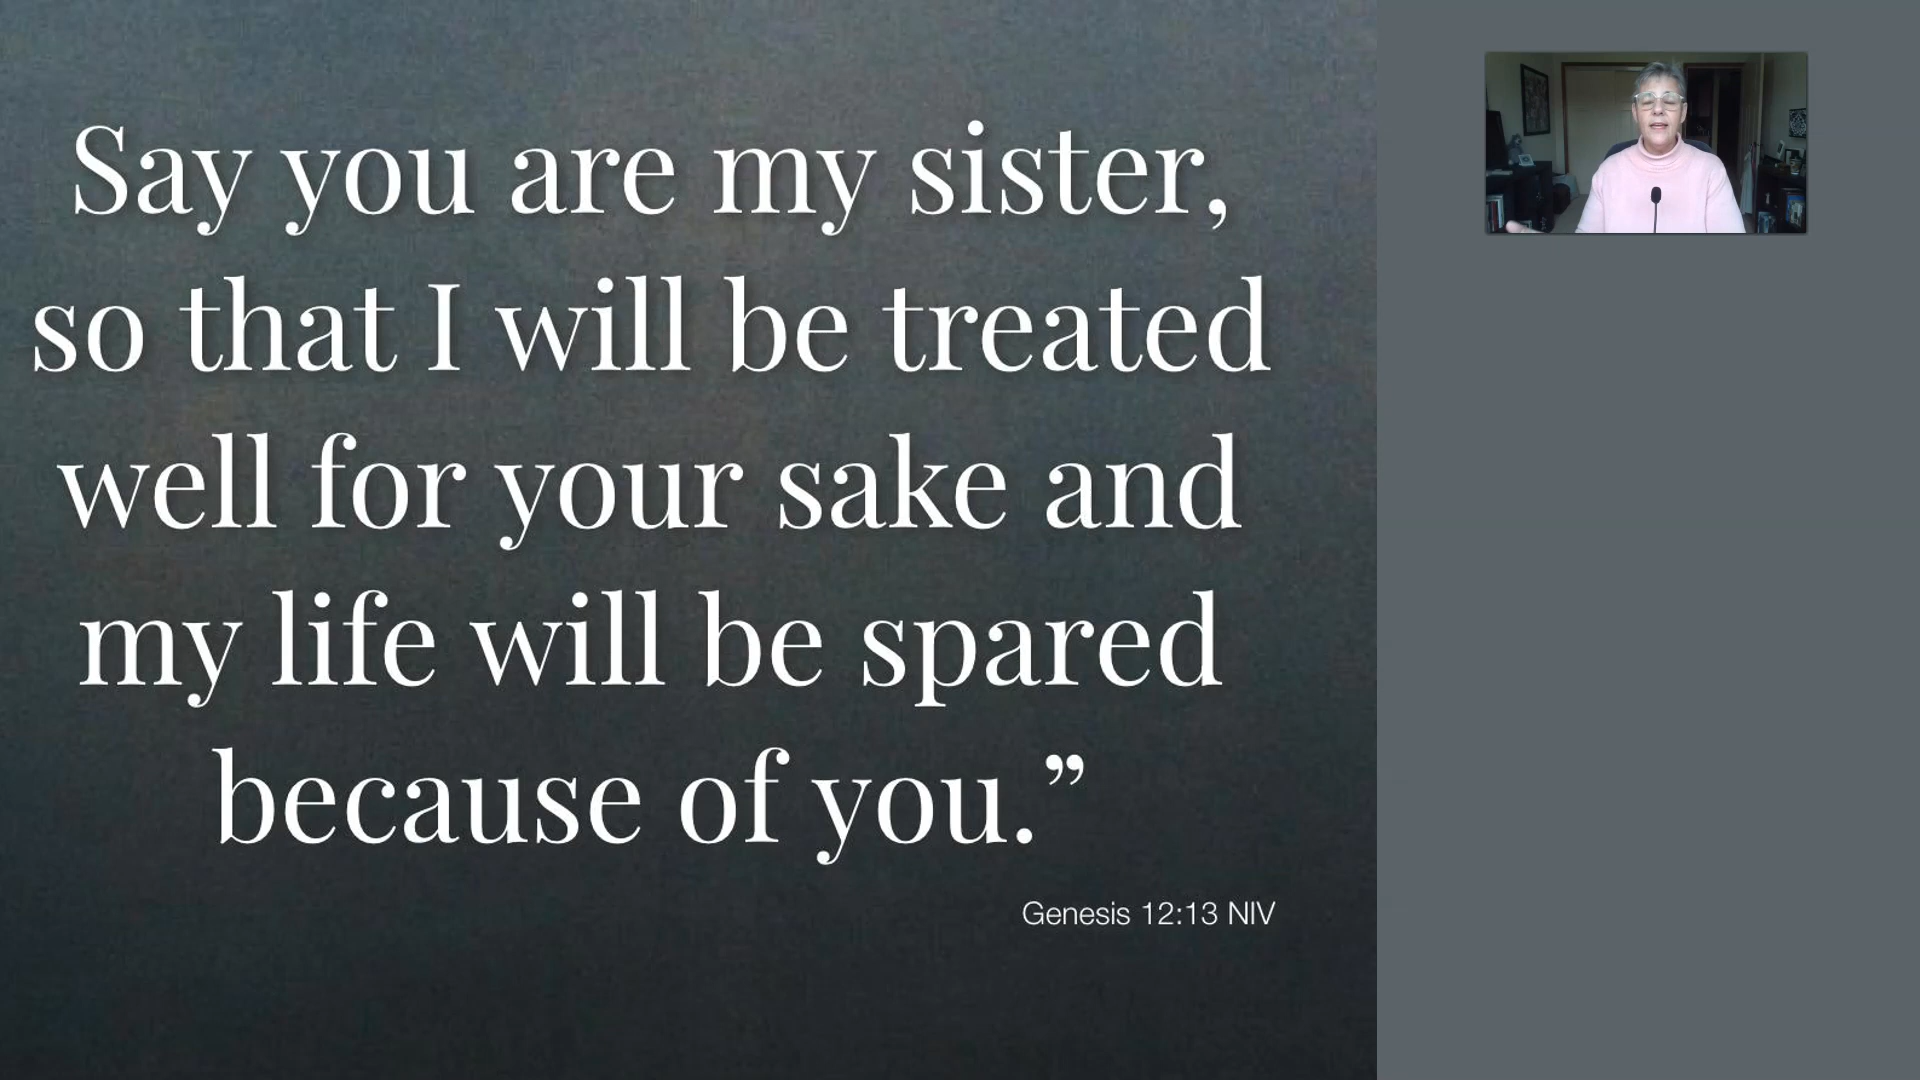 Say you are my sister,
so that I will be treated
well for your sake and
my life will be spared
because of you.”
Genesis 12:13 NIV